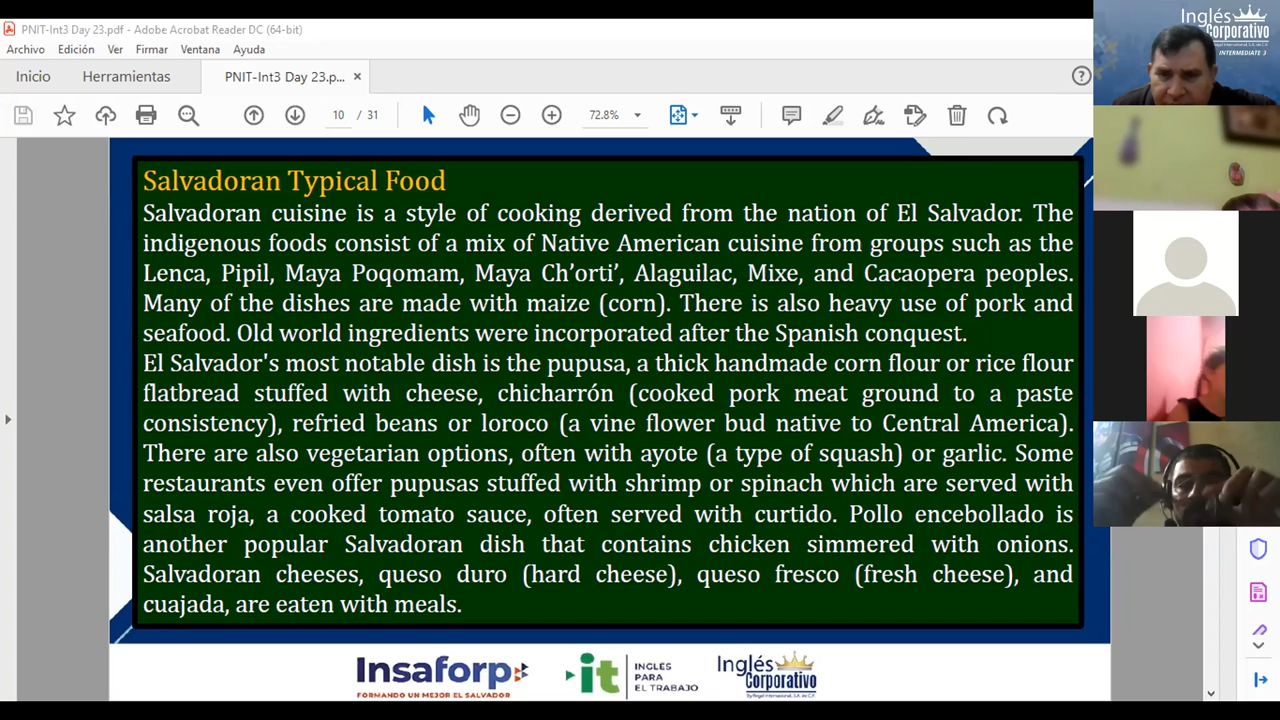 PNIT-Int3 Day 23.pdf - Adobe Acrobat Reader DC (64-bit)
Archivo Edición Ver Firmar Ventana Ayuda
Inicio Herramientas PNIT-Int3 Day 23.p... ×
10 / 31 72.8%
Salvadoran Typical Food
Salvadoran cuisine is a style of cooking derived from the nation of El Salvador. The
indigenous foods consist of a mix of Native American cuisine from groups such as the
Lenca, Pipil, Maya Poqomam, Maya Ch’orti’, Alaguilac, Mixe, and Cacaopera peoples.
Many of the dishes are made with maize (corn). There is also heavy use of pork and
seafood. Old world ingredients were incorporated after the Spanish conquest.
El Salvador's most notable dish is the pupusa, a thick handmade corn flour or rice flour
flatbread stuffed with cheese, chicharrón (cooked pork meat ground to a paste
consistency), refried beans or loroco (a vine flower bud native to Central America).
There are also vegetarian options, often with ayote (a type of squash) or garlic. Some
restaurants even offer pupusas stuffed with shrimp or spinach which are served with
salsa roja, a cooked tomato sauce, often served with curtido. Pollo encebollado is
another popular Salvadoran dish that contains chicken simmered with onions.
Salvadoran cheeses, queso duro (hard cheese), queso fresco (fresh cheese), and
cuajada, are eaten with meals.
Insaforp
FORMANDO UN MEJOR EL SALVADOR
it INGLÉS
PARA
EL TRABAJO
Inglés
Corporativo
by Regal International, S.A. de C.V.
Inglés
Corporativo
by Regal International, S.A. de C.V.
INTERMEDIATE 3